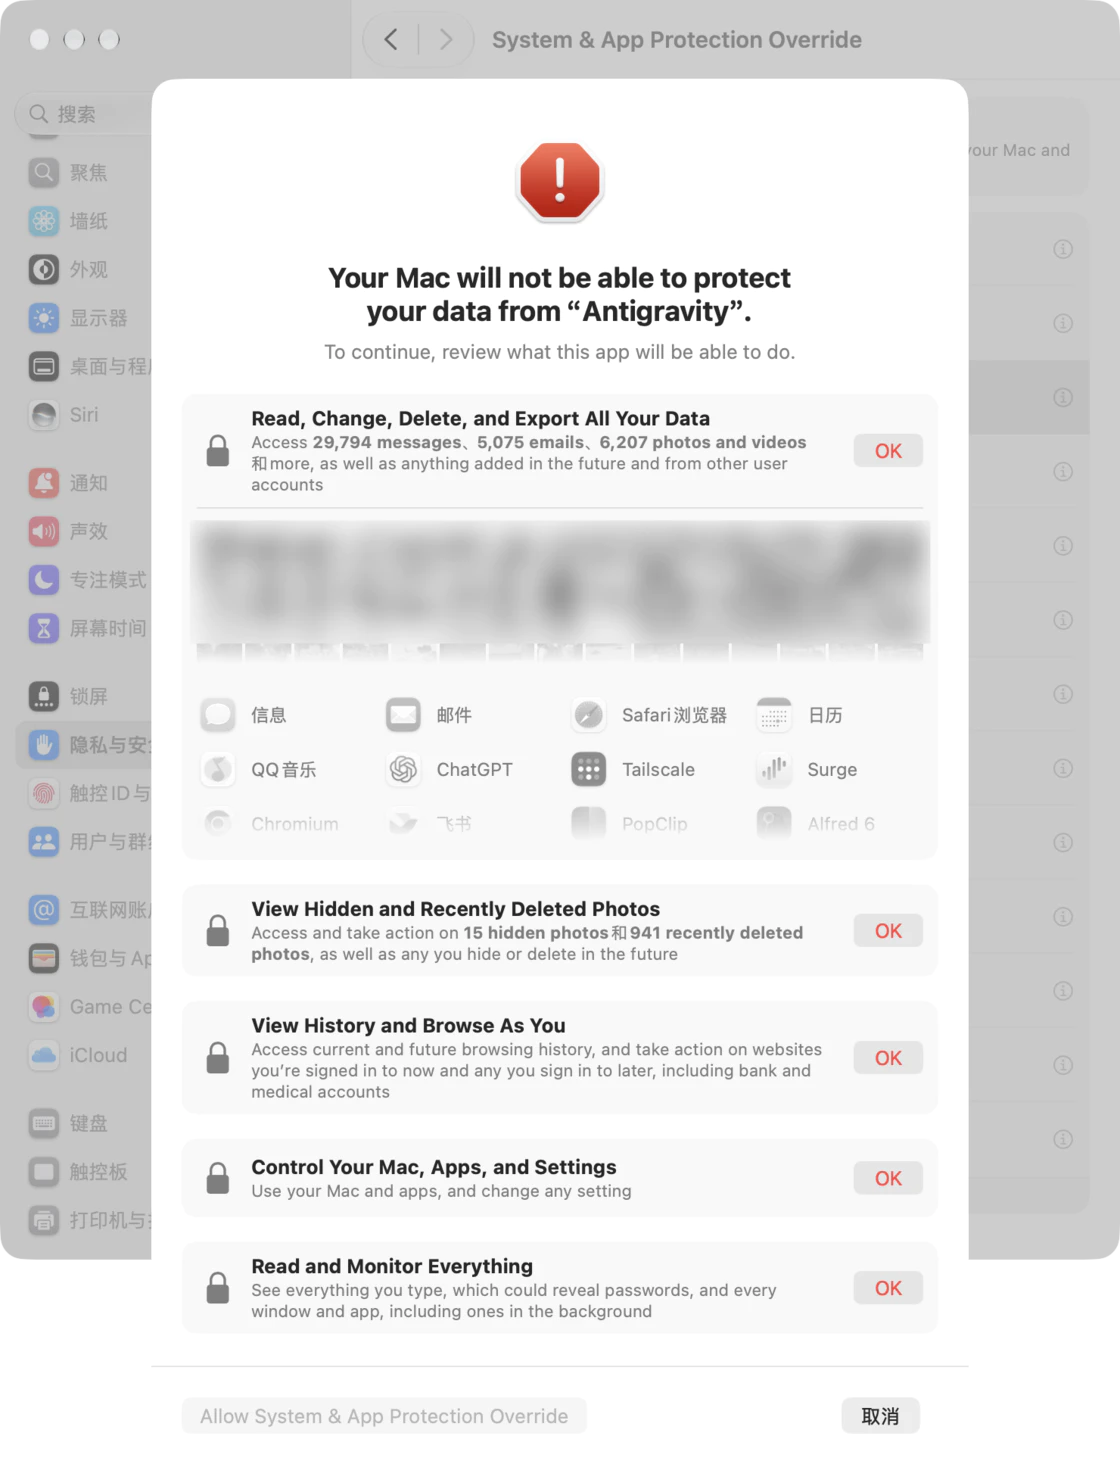 System & App Protection Override
搜索
your Mac and
聚焦
墙纸
外观
显示器
桌面与程
Siri
通知
声效
专注模式
屏幕时间
锁屏
隐私与安
触控 ID 与
用户与群
互联网账
钱包与 Ap
Game Ce
iCloud
键盘
触控板
打印机与
Your Mac will not be able to protect
your data from “Antigravity”.
To continue, review what this app will be able to do.
Read, Change, Delete, and Export All Your Data
Access 29,794 messages、5,075 emails、6,207 photos and videos
和more, as well as anything added in the future and from other user
accounts
OK
信息
邮件
Safari浏览器
日历
QQ音乐
ChatGPT
Tailscale
Surge
Chromium
飞书
PopClip
Alfred 6
View Hidden and Recently Deleted Photos
Access and take action on 15 hidden photos和941 recently deleted
photos, as well as any you hide or delete in the future
OK
View History and Browse As You
Access current and future browsing history, and take action on websites
you’re signed in to now and any you sign in to later, including bank and
medical accounts
OK
Control Your Mac, Apps, and Settings
Use your Mac and apps, and change any setting
OK
Read and Monitor Everything
See everything you type, which could reveal passwords, and every
window and app, including ones in the background
OK
Allow System & App Protection Override
取消